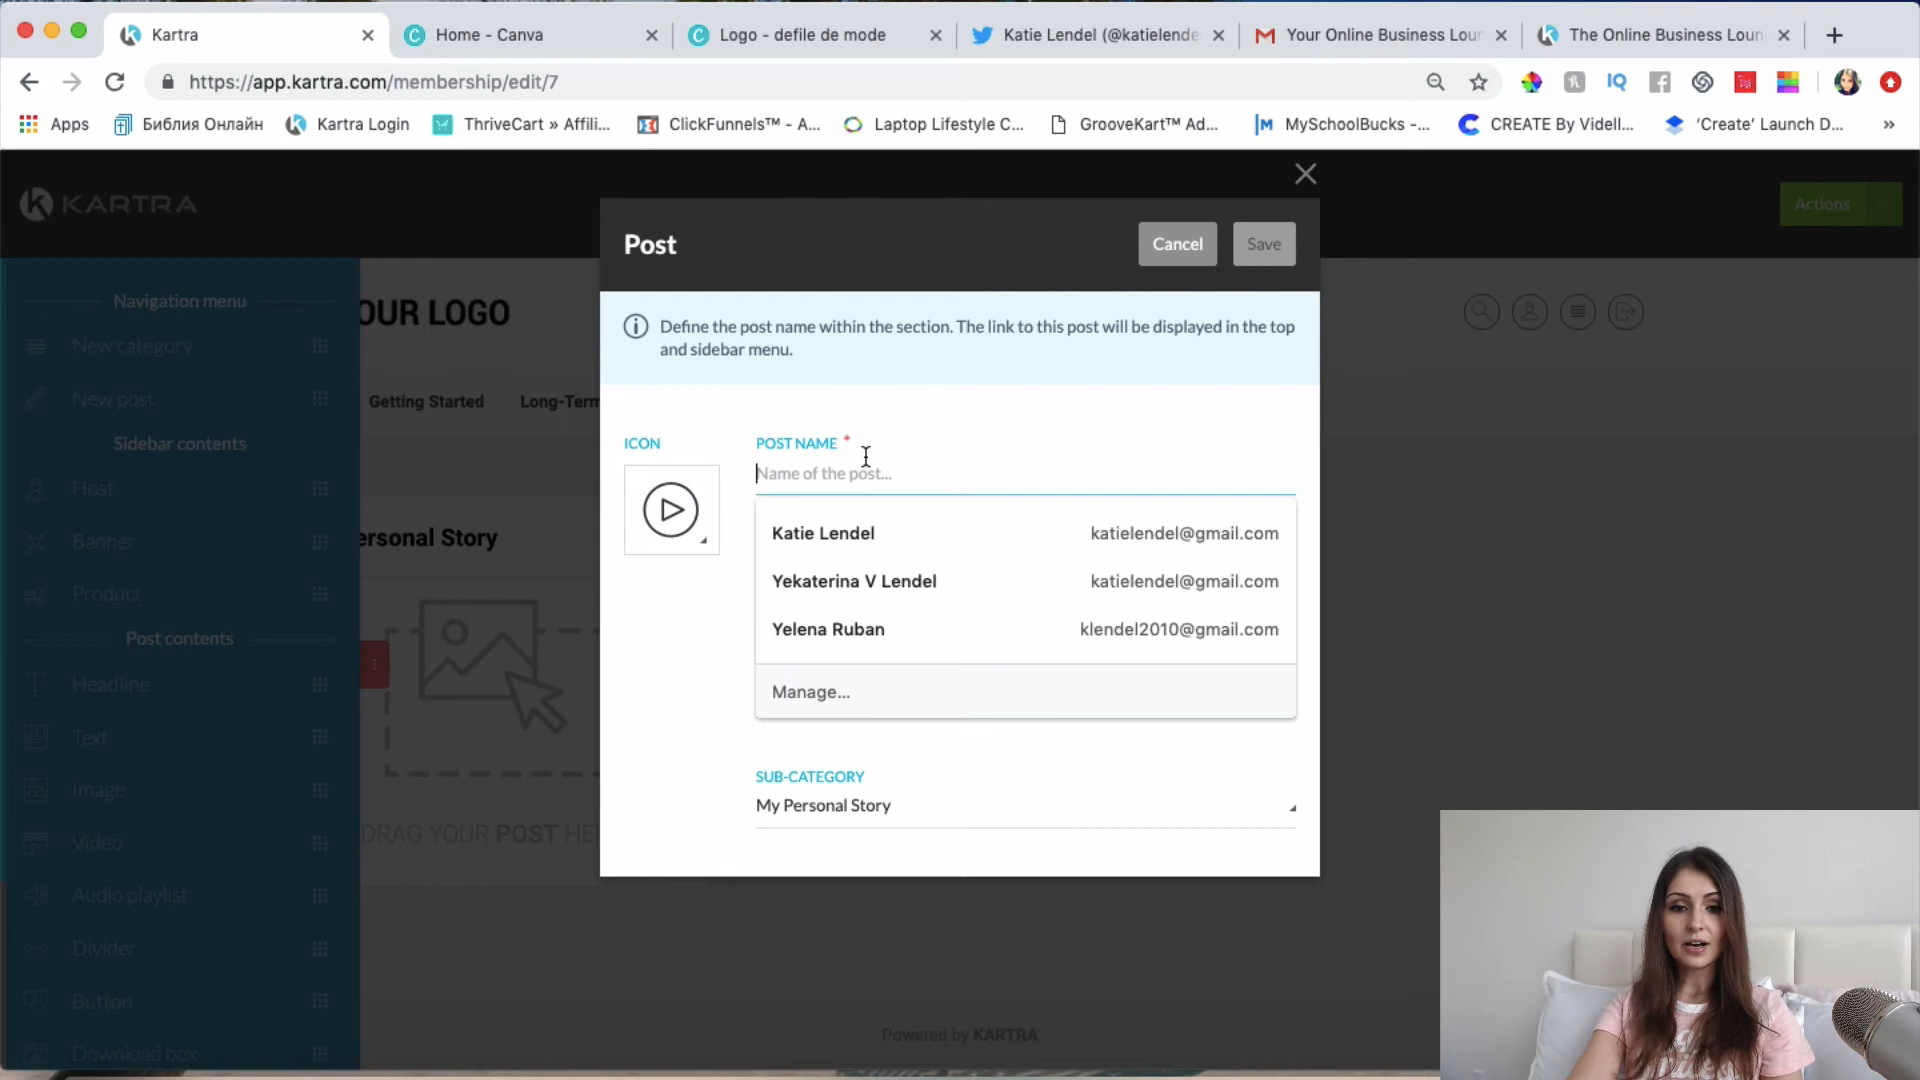 Kartra
Home - Canva
Logo - defile de mode
Katie Lendel (@katielende
Your Online Business Loun
The Online Business Loun
https://app.kartra.com/membership/edit/7
Apps
Библия Онлайн
Kartra Login
ThriveCart » Affili...
ClickFunnels™ - A...
Laptop Lifestyle C...
GrooveKart™ Ad...
MySchoolBucks -...
CREATE By Videll...
‘Create’ Launch D...
»
KARTRA
Actions
Post
Cancel
Save
Define the post name within the section. The link to this post will be displayed in the top
and sidebar menu.
Navigation menu
New category
New post
Sidebar contents
Host
Banner
Product
Post contents
Headline
Text
Image
Video
Audio playlist
Divider
Button
Download box...
OUR LOGO
Getting Started
Long-Term
ersonal Story
DRAG YOUR POST HE
ICON
POST NAME *
Name of the post...
Katie Lendel
katielendel@gmail.com
Yekaterina V Lendel
katielendel@gmail.com
Yelena Ruban
klendel2010@gmail.com
Manage...
SUB-CATEGORY
My Personal Story
Powered by KARTRA